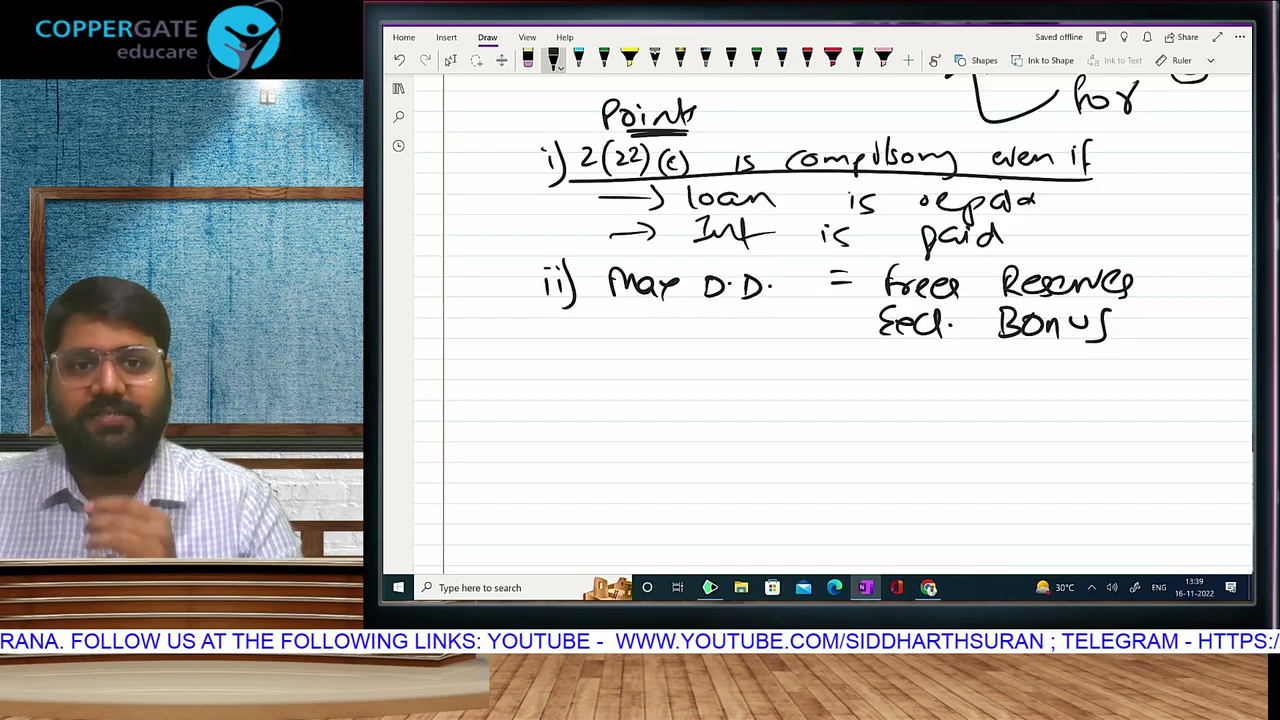 COPPERGATE
educare
Home Insert Draw View Help
Saved offline
Share
Shapes
Ink to Shape
Ink to Text
Ruler
for
Points
i) 2(22)(e) is compulsory even if
→ loan is repaid
→ Int is paid
ii) Max D.D. = Free Reserves
Excl. Bonus
Type here to search
30°C
ENG
13:39
16-11-2022
RANA. FOLLOW US AT THE FOLLOWING LINKS: YOUTUBE - WWW.YOUTUBE.COM/SIDDHARTHSURAN ; TELEGRAM - HTTPS:/